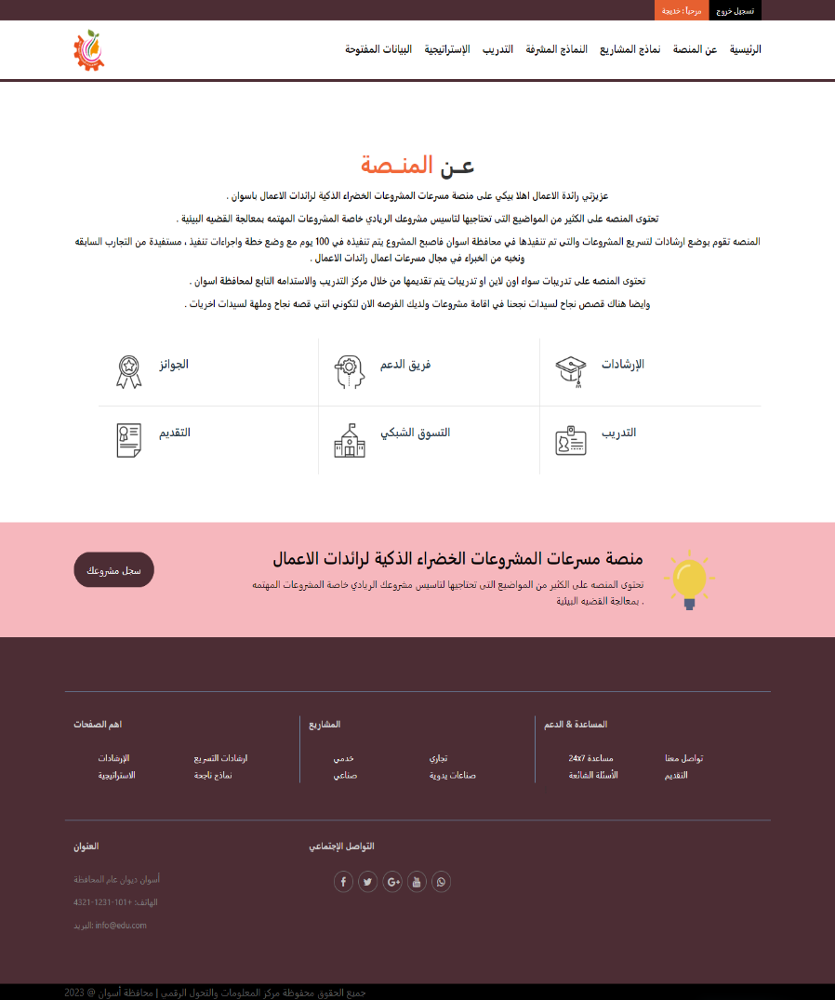 تسجيل خروج
مرحباً : خديجة
الرئيسية
عن المنصة
نماذج المشاريع
النماذج المشرفة
التدريب
الإستراتيجية
البيانات المفتوحة
عـن المنـصة
عزيزتي رائدة الاعمال اهلا بيكي على منصة مسرعات المشروعات الخضراء الذكية لرائدات الاعمال باسوان .
تحتوى المنصه على الكثير من المواضيع التى تحتاجيها لتاسيس مشروعك الريادي خاصة المشروعات المهتمه بمعالجة القضيه البيئية .
المنصه تقوم بوضع ارشادات لتسريع المشروعات والتى تم تنفيذها في محافظة اسوان فاصبح المشروع يتم تنفيذه في 100 يوم مع وضع خطة واجراءات تنفيذ ، مستفيدة من التجارب السابقه
ونخبه من الخبراء في مجال مسرعات اعمال رائدات الاعمال .
تحتوى المنصه على تدريبات سواء اون لاين او تدريبات يتم تقديمها من خلال مركز التدريب والاستدامه التابع لمحافظة اسوان .
وايضا هناك قصص نجاح لسيدات نجحنا في اقامة مشروعات ولديك الفرصه الان لتكوني انتي قصه نجاح وملهة لسيدات اخريات .
الإرشادات
فريق الدعم
الجوائز
التدريب
التسوق الشبكي
التقديم
منصة مسرعات المشروعات الخضراء الذكية لرائدات الاعمال
تحتوى المنصه على الكثير من المواضيع التى تحتاجيها لتاسيس مشروعك الريادي خاصة المشروعات المهتمه
. بمعالجة القضيه البيئية
سجل مشروعك
المساعدة & الدعم
تواصل معنا
مساعدة 24x7
التقديم
الأسئلة الشائعة
المشاريع
تجاري
خدمي
صناعات يدوية
صناعي
اهم الصفحات
ارشادات التسريع
الإرشادات
نماذج ناجحة
الاستراتيجية
التواصل الإجتماعي
العنوان
أسوان ديوان عام المحافظة
الهاتف: +101-1231-4321
البريد: info@edu.com
جميع الحقوق محفوظة مركز المعلومات والتحول الرقمى | محافظة أسوان @ 2023